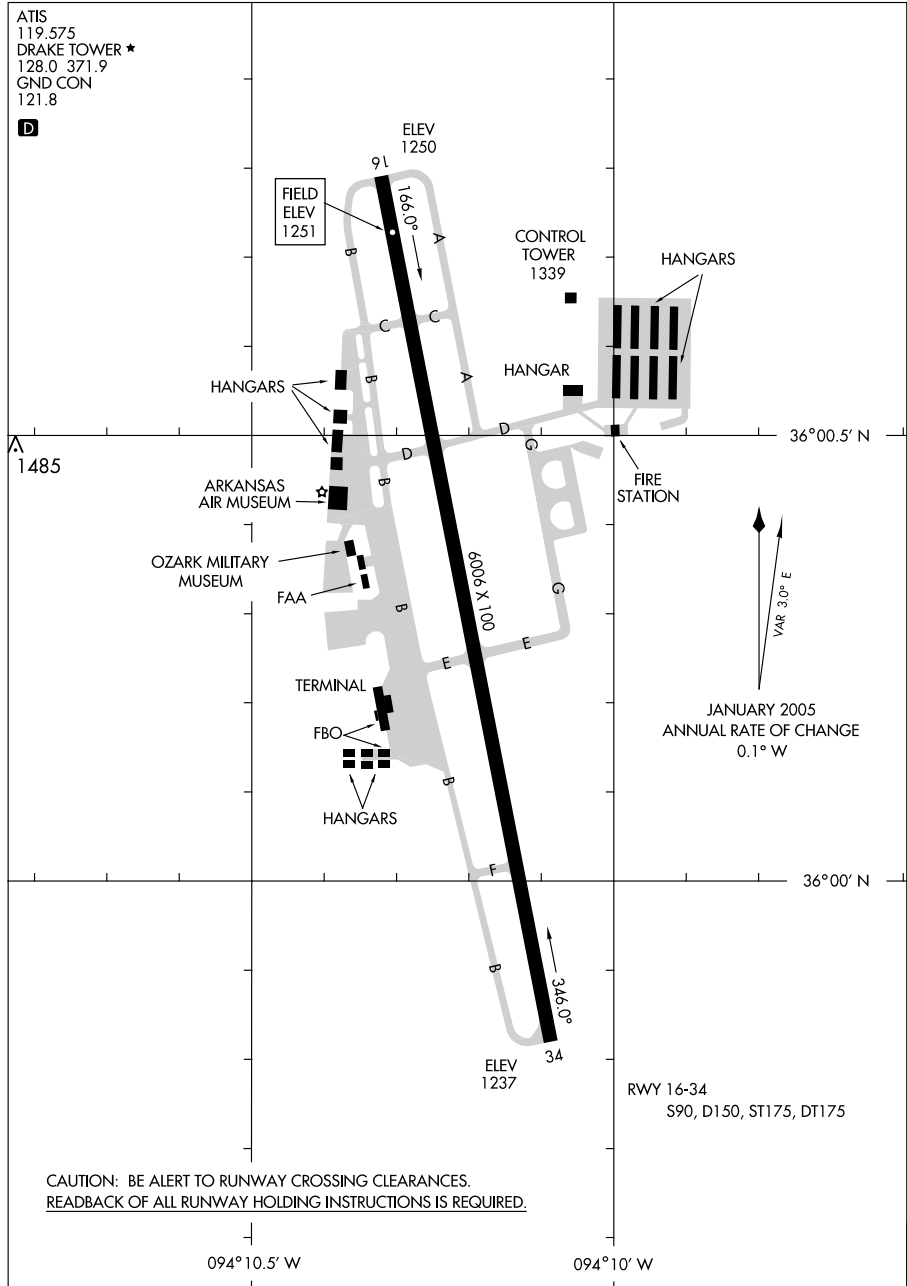 ATIS
119.575
DRAKE TOWER ★
128.0 371.9
GND CON
121.8
D
ELEV
1250
16
166.0°
FIELD
ELEV
1251
A
B
CONTROL
TOWER
1339
HANGARS
C
C
A
B
HANGARS
HANGAR
D
D
G
36°00.5' N
1485
B
FIRE
STATION
ARKANSAS
AIR MUSEUM
OZARK MILITARY
MUSEUM
FAA
6006 X 100
G
B
E
E
VAR 3.0° E
TERMINAL
JANUARY 2005
ANNUAL RATE OF CHANGE
0.1° W
FBO
B
HANGARS
F
36°00' N
B
346.0°
34
ELEV
1237
RWY 16-34
S90, D150, ST175, DT175
CAUTION: BE ALERT TO RUNWAY CROSSING CLEARANCES.
READBACK OF ALL RUNWAY HOLDING INSTRUCTIONS IS REQUIRED.
094°10.5' W
094°10' W